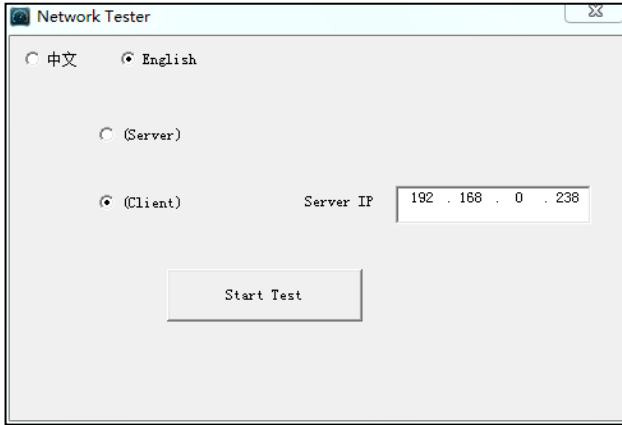 Network Tester
中文 English
(Server)
(Client) Server IP 192 . 168 . 0 . 238
Start Test